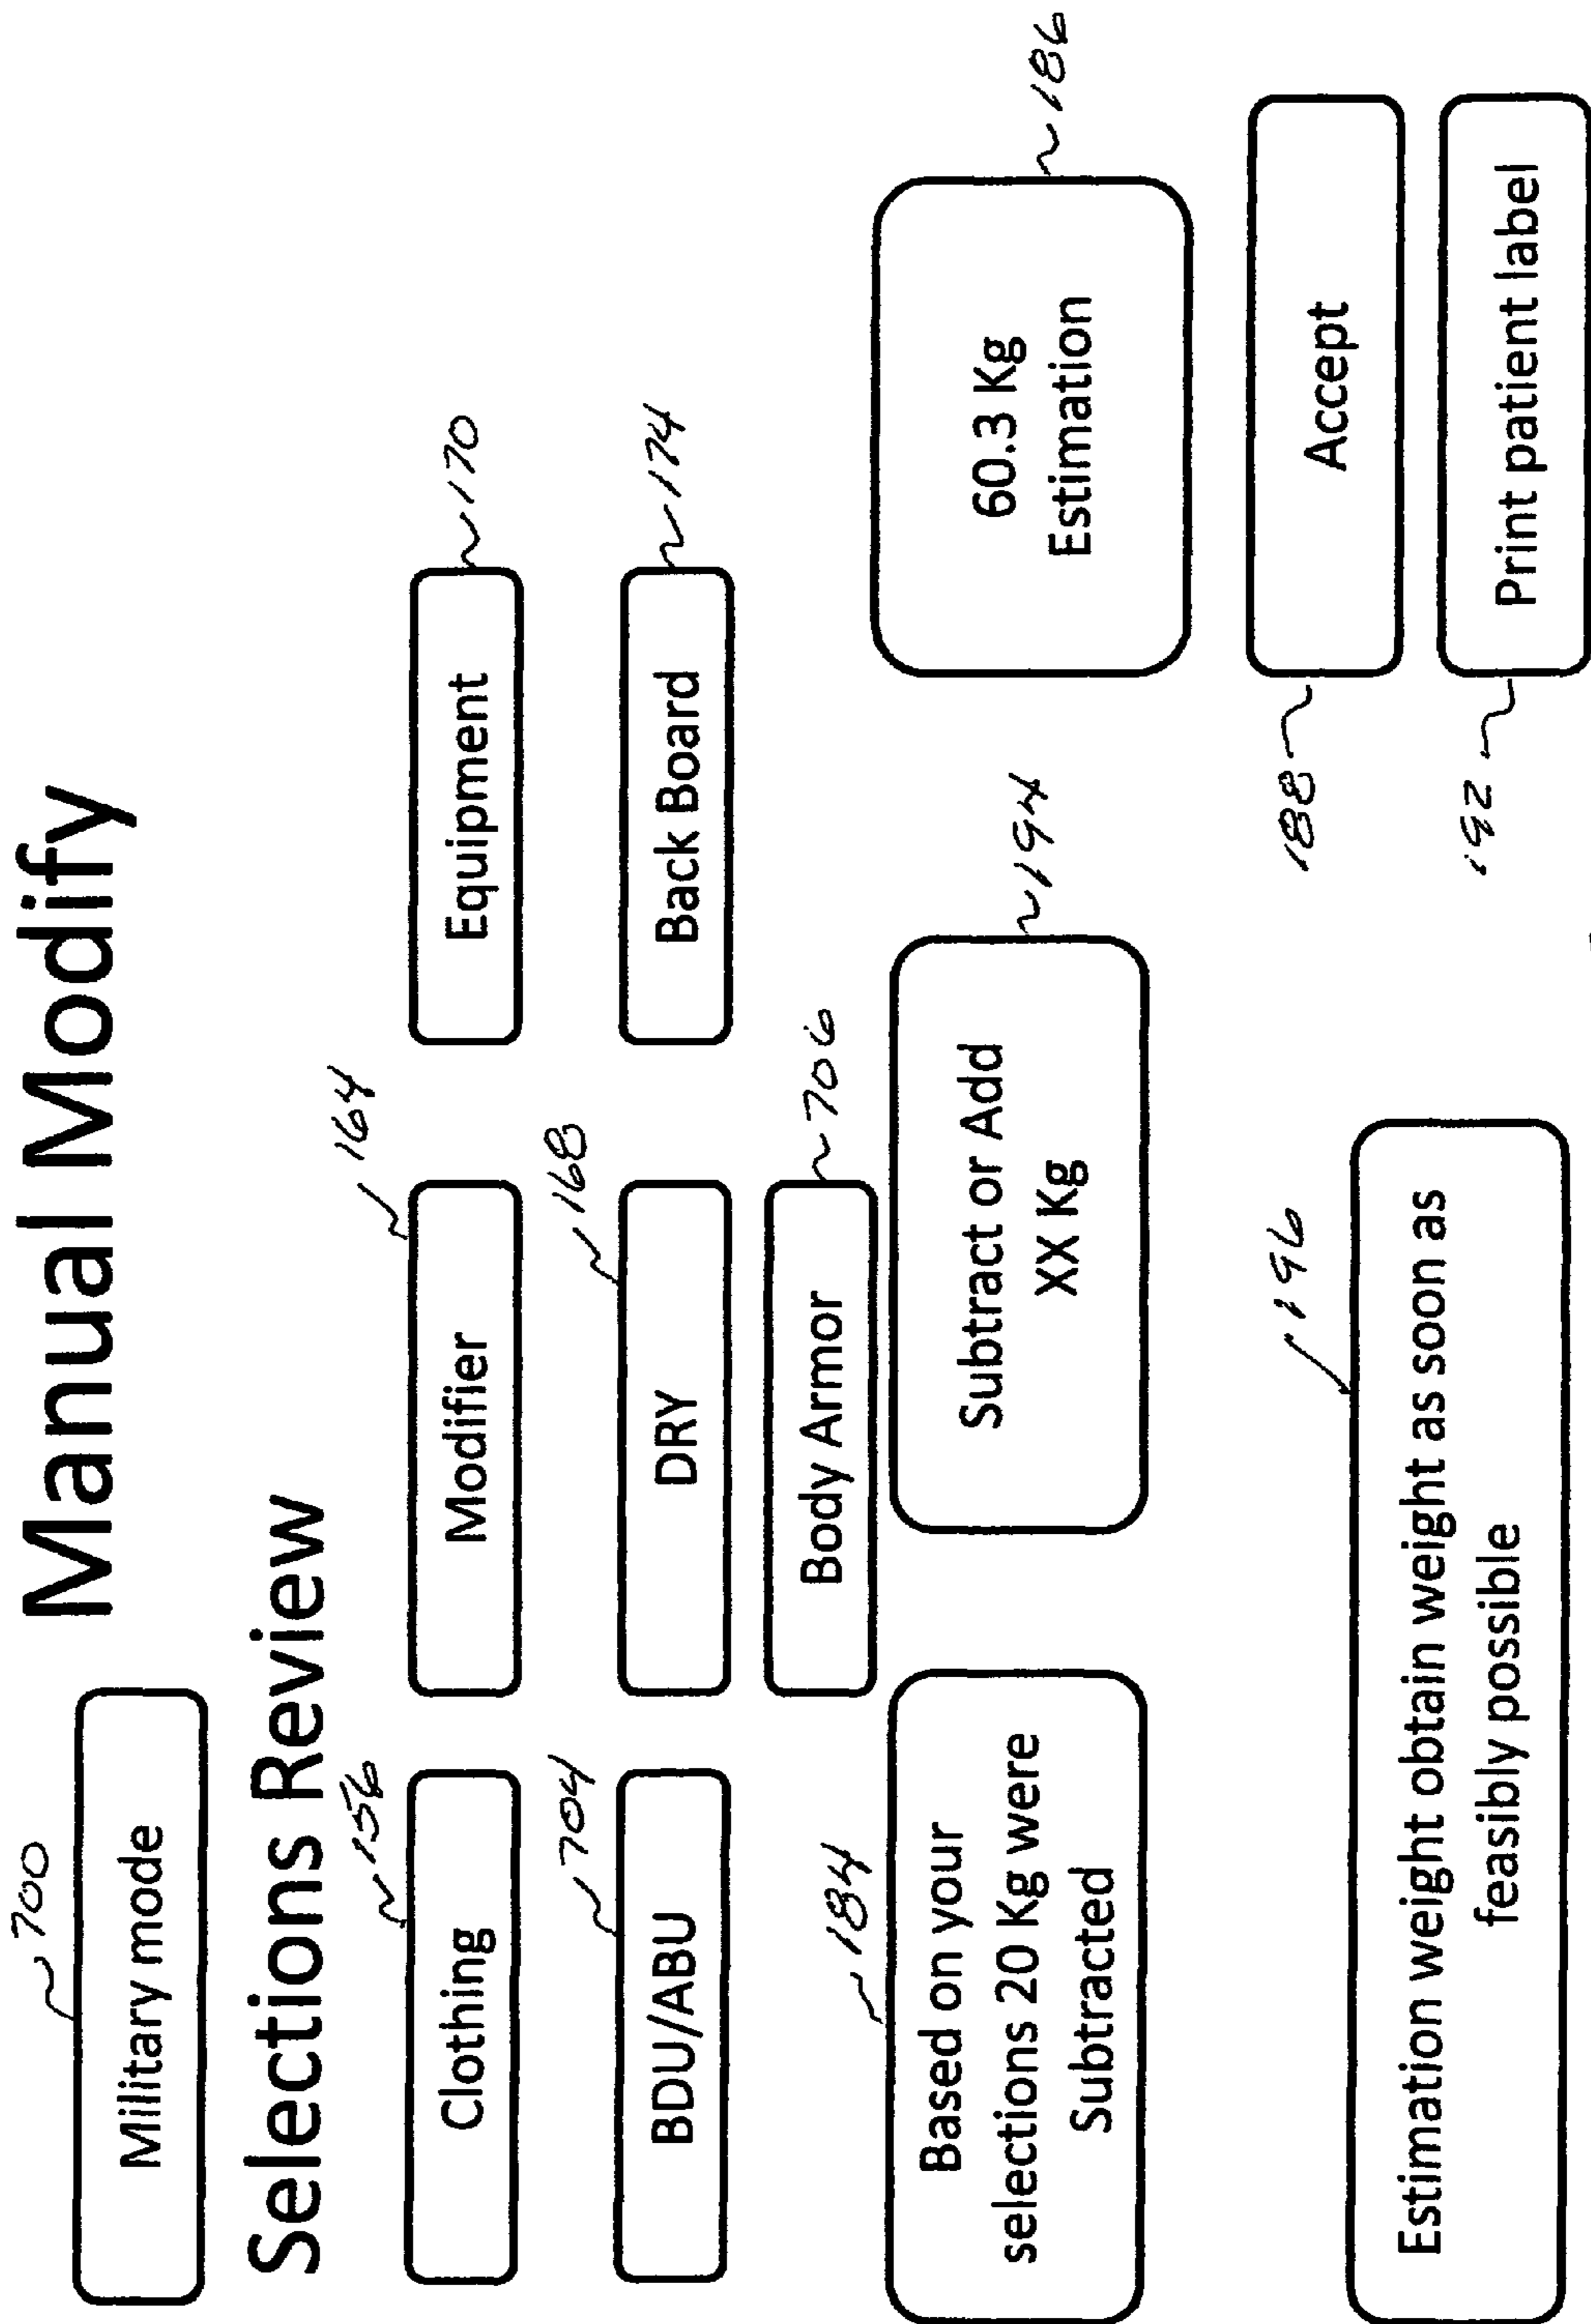 700
Military mode
Manual Modify
Selections Review
156
Clothing
164
Modifier
Equipment
170
704
BDU/ABU
168
DRY
Back Board
174
Body Armor
706
184
Based on your
selections 20 Kg were
Subtracted
Subtract or Add
XX Kg
194
60.3 Kg
Estimation
186
196
Estimation weight obtain weight as soon as
feasibly possible
188
Accept
192
Print patient label